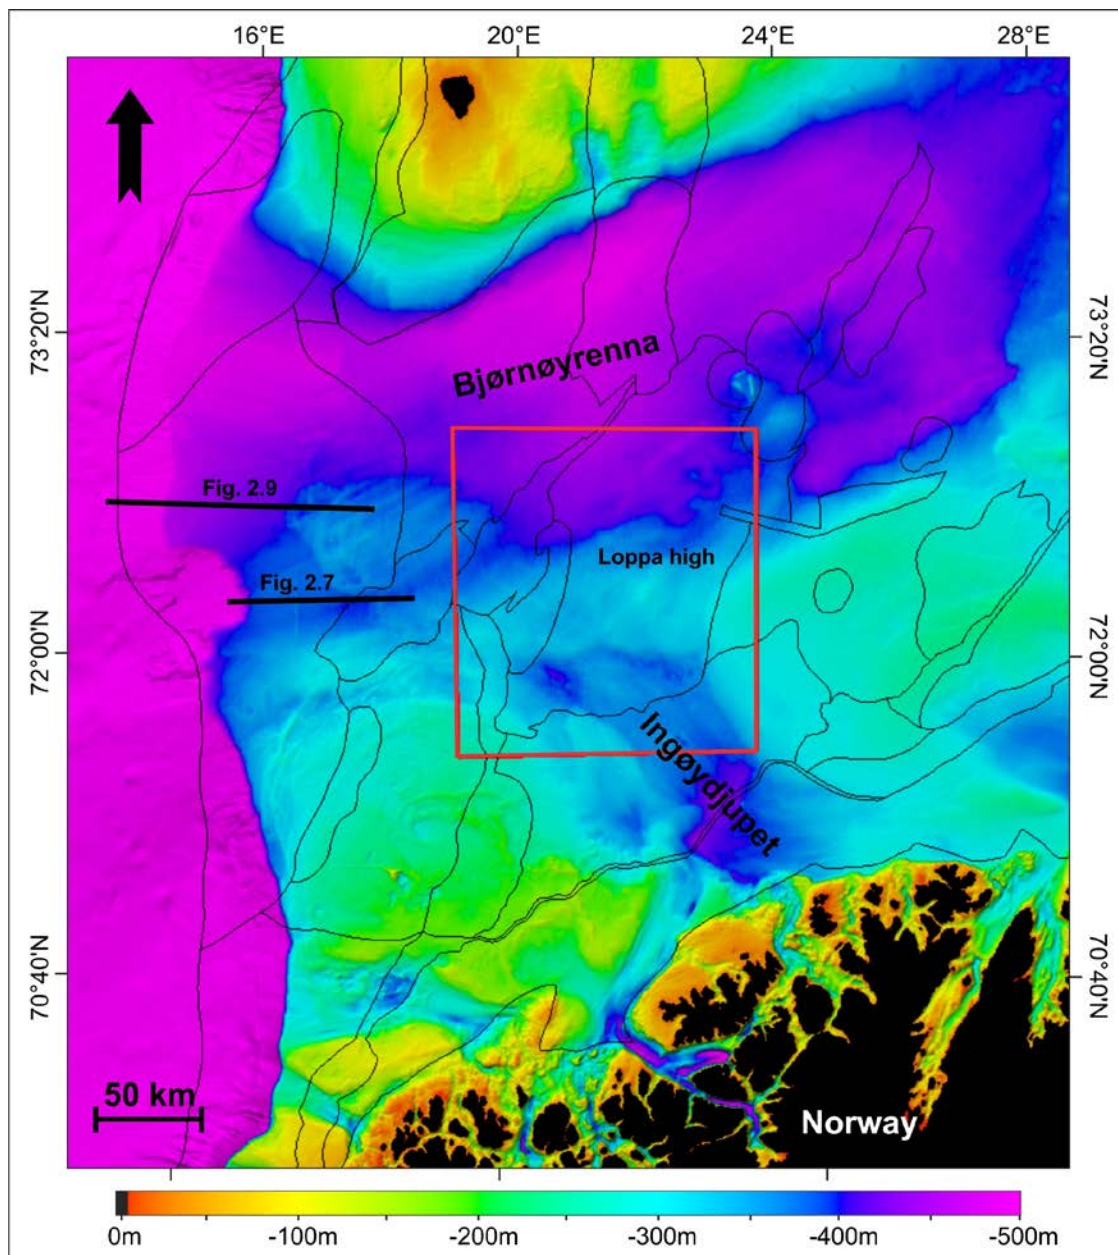 16°E 20°E 24°E 28°E
73°20'N
73°20'N
Bjørnøyrenna
Fig. 2.9
Loppa high
Fig. 2.7
72°00'N
72°00'N
Ingøydjupet
70°40'N
70°40'N
50 km
Norway
0m -100m -200m -300m -400m -500m